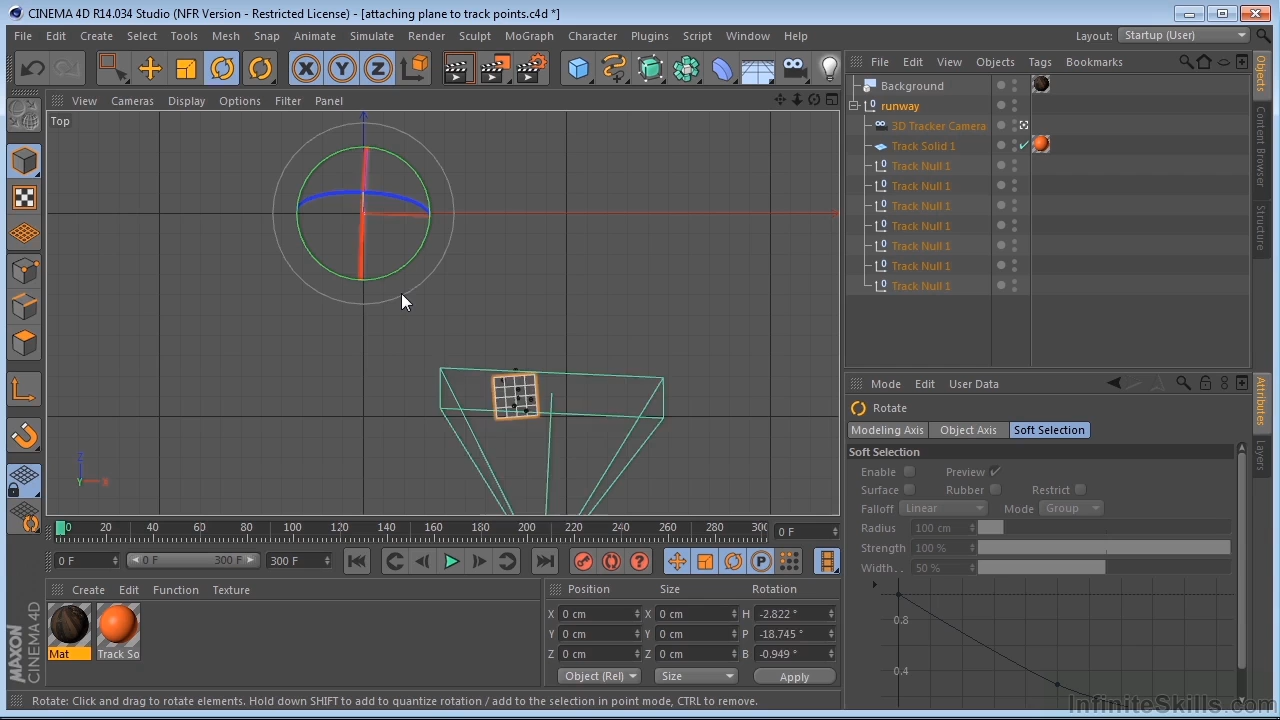 CINEMA 4D R14.034 Studio (NFR Version - Restricted License) - [attaching plane to track points.c4d *]
File Edit Create Select Tools Mesh Snap Animate Simulate Render Sculpt MoGraph Character Plugins Script Window Help Layout: Startup (User)
X Y Z
File Edit View Objects Tags Bookmarks
View Cameras Display Options Filter Panel
Top
Background
runway
3D Tracker Camera
Track Solid 1
Track Null 1
Track Null 1
Track Null 1
Track Null 1
Track Null 1
Track Null 1
Track Null 1
Objects
Content Browser
Structure
Mode Edit User Data
Rotate
Modeling Axis Object Axis Soft Selection
Soft Selection
Enable Preview
Surface Rubber Restrict
Falloff Linear Mode Group
Radius 100 cm
Strength 100 %
Width. . 50 %
0.8
0.4
Attributes
Layers
Z
Y X
0 20 40 60 80 100 120 140 160 180 200 220 240 260 280 300 0 F
0 F 0 F 300 F 300 F
P
Create Edit Function Texture
Mat Track So
Position Size Rotation
X 0 cm X 0 cm H -2.822 °
Y 0 cm Y 0 cm P -18.745 °
Z 0 cm Z 0 cm B -0.949 °
Object (Rel) Size Apply
MAXON
CINEMA 4D
Rotate: Click and drag to rotate elements. Hold down SHIFT to add to quantize rotation / add to the selection in point mode, CTRL to remove.
InfiniteSkills.com